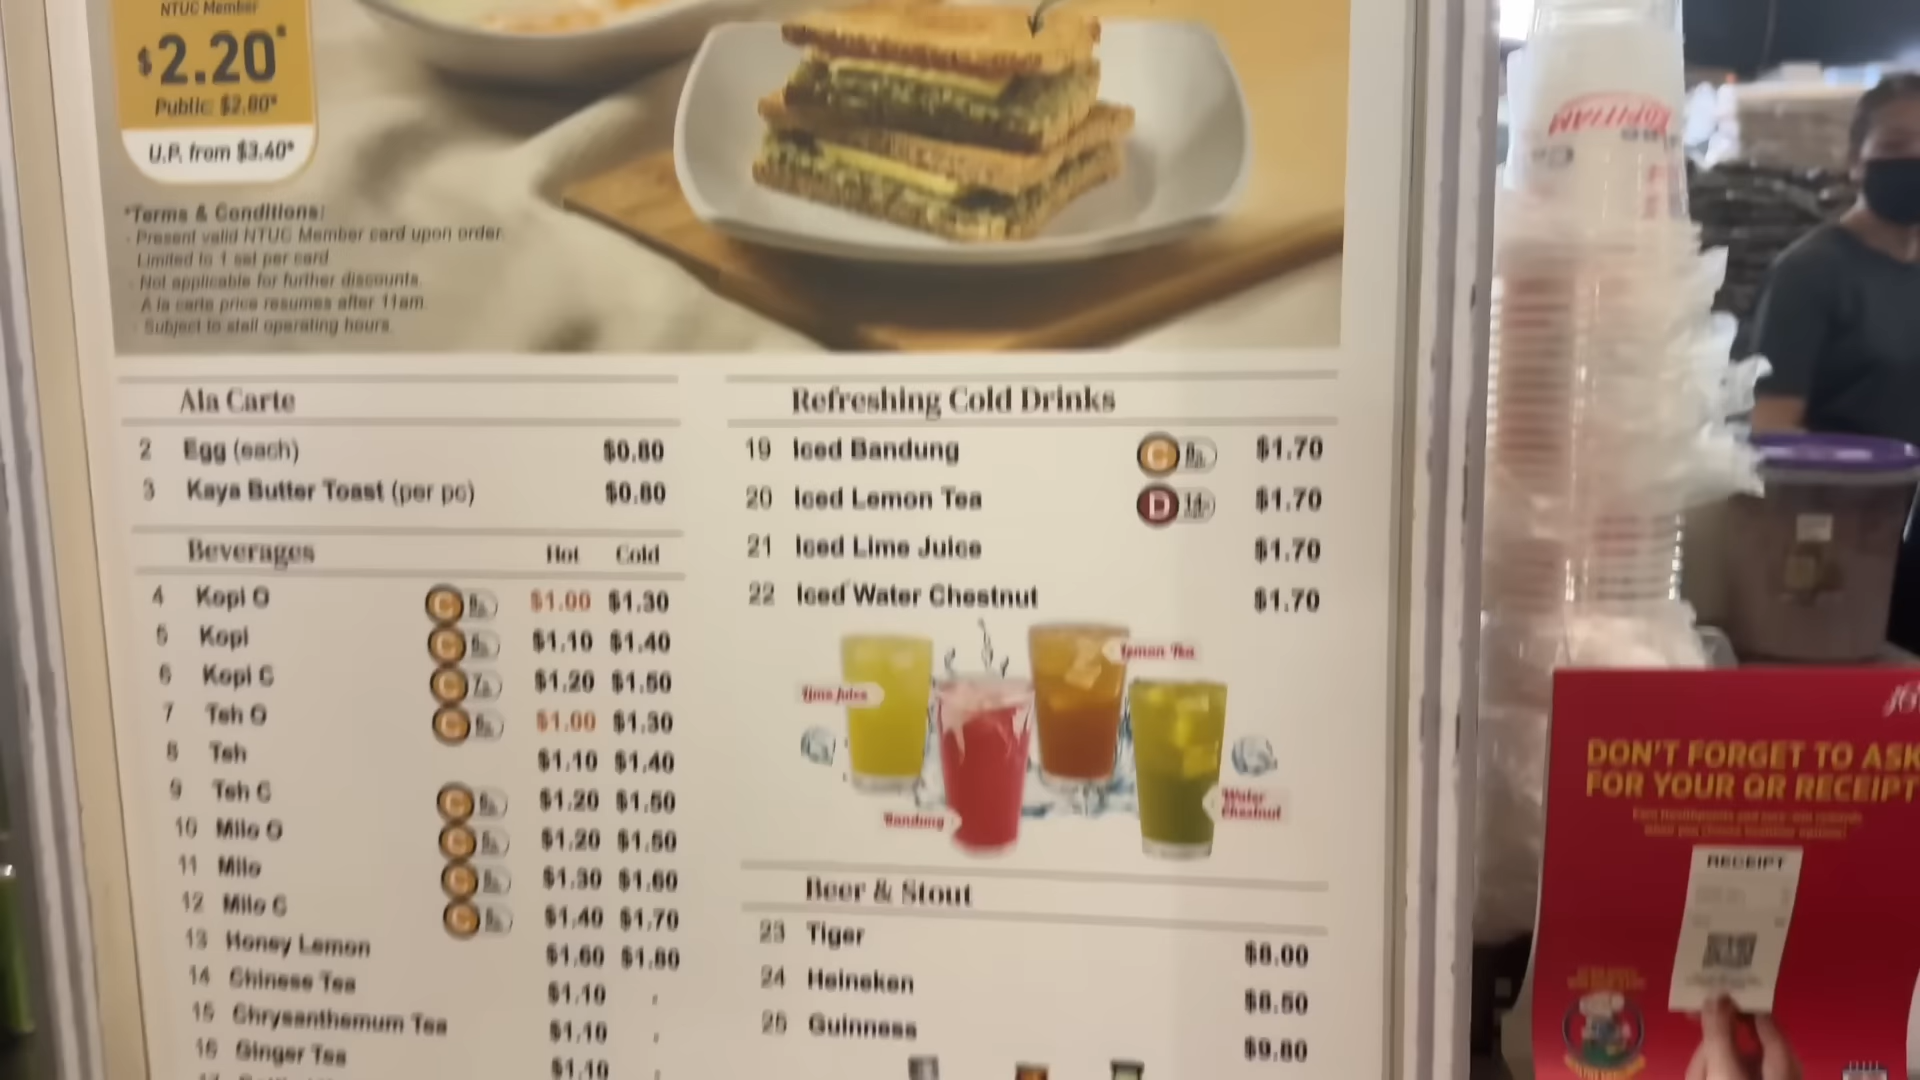 NTUC Member
$2.20*
Public: $2.80*
U.P. from $3.40*
*Terms & Conditions:
- Present valid NTUC Member card upon order.
Limited to 1 set per card.
- Not applicable for further discounts.
- A la carte price resumes after 11am.
- Subject to stall operating hours.
Ala Carte
2 Egg (each) $0.80
3 Kaya Butter Toast (per pc) $0.80
Beverages Hot Cold
4 Kopi O C $1.00 $1.30
5 Kopi C $1.10 $1.40
6 Kopi C C $1.20 $1.50
7 Teh O C $1.00 $1.30
8 Teh $1.10 $1.40
9 Teh C C $1.20 $1.50
10 Milo O C $1.20 $1.50
11 Milo C $1.30 $1.60
12 Milo C C $1.40 $1.70
13 Honey Lemon $1.60 $1.80
14 Chinese Tea $1.10
15 Chrysanthemum Tea $1.10
16 Ginger Tea $1.10
17
Refreshing Cold Drinks
19 Iced Bandung C $1.70
20 Iced Lemon Tea D $1.70
21 Iced Lime Juice $1.70
22 Iced Water Chestnut $1.70
Lemon Tea
Lime Juice
Water
Chestnut
Bandung
Beer & Stout
23 Tiger $8.00
24 Heineken $8.50
25 Guinness $9.80
KOPITIAM
DON'T FORGET TO ASK
FOR YOUR QR RECEIPT
RECEIPT